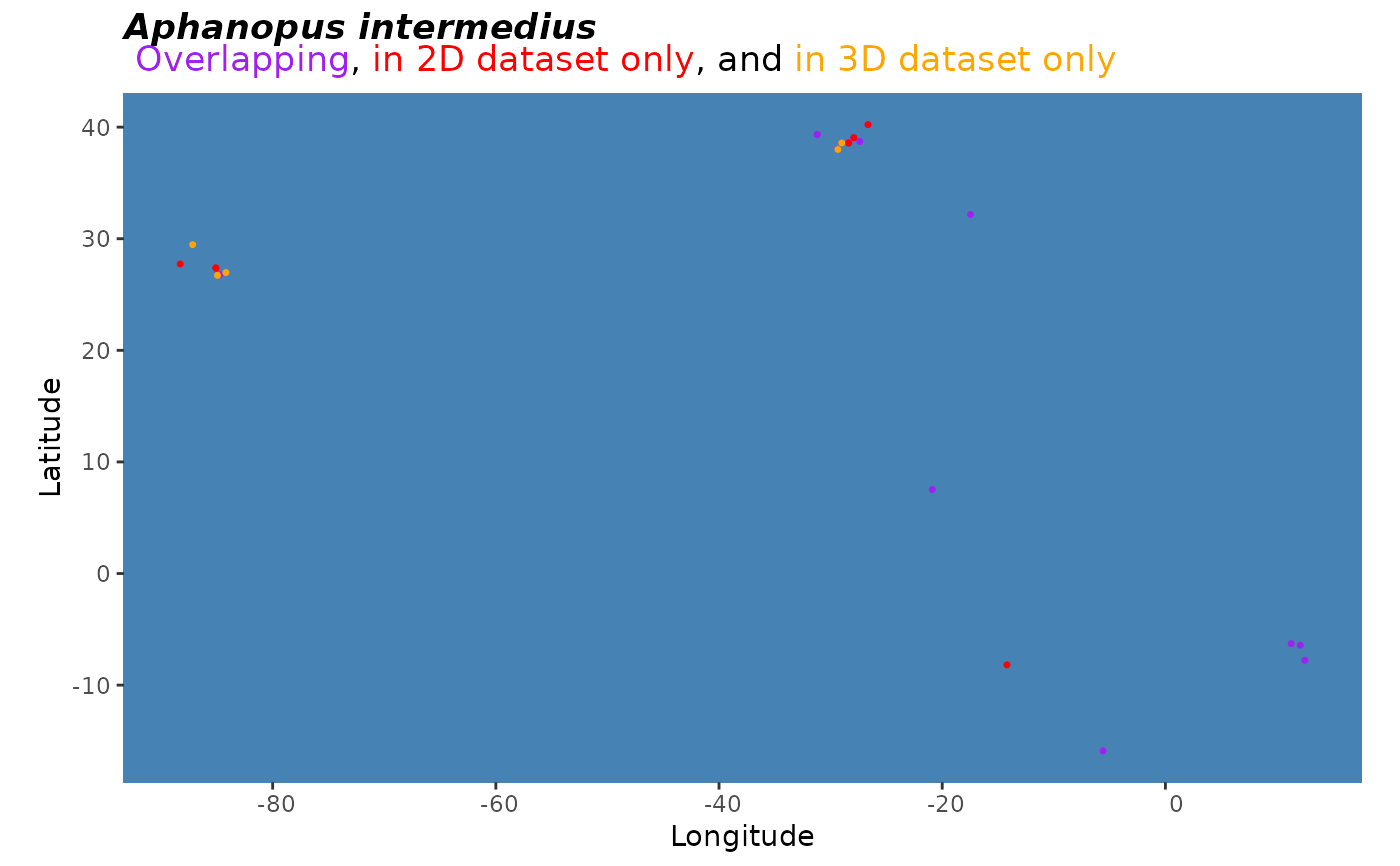 Aphanopus intermedius
Overlapping, in 2D dataset only, and in 3D dataset only
40
30
20
10
0
-10
Latitude
-80 -60 -40 -20 0
Longitude